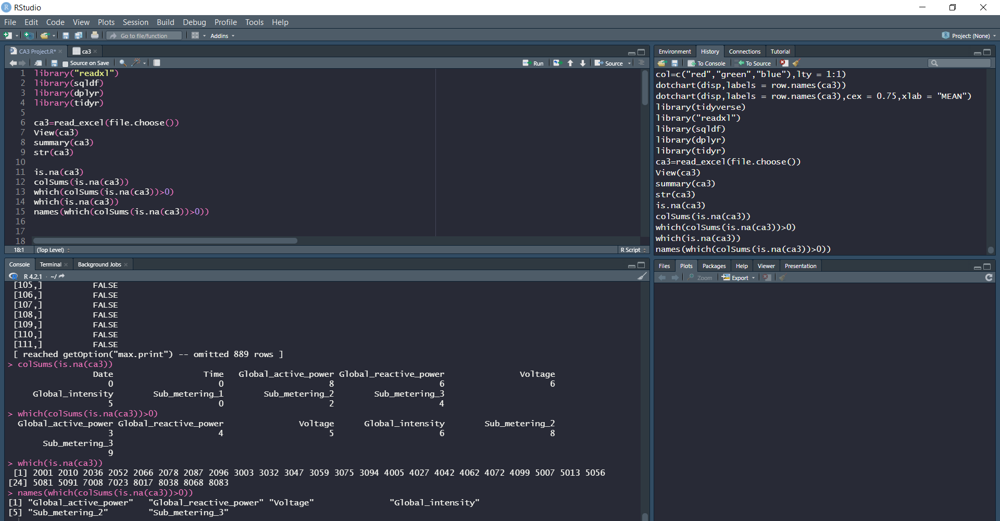 RStudio
File Edit Code View Plots Session Build Debug Profile Tools Help
Go to file/function Addins Project: (None)
CA3 Project.R* ca3
Source on Save Run Source
1 library("readxl")
2 library(sqldf)
3 library(dplyr)
4 library(tidyr)
5
6 ca3=read_excel(file.choose())
7 View(ca3)
8 summary(ca3)
9 str(ca3)
10
11 is.na(ca3)
12 colSums(is.na(ca3))
13 which(colSums(is.na(ca3))>0)
14 which(is.na(ca3))
15 names(which(colSums(is.na(ca3))>0))
16
17
18
18:1 (Top Level) R Script
Console Terminal Background Jobs
R 4.2.1 · ~/
[105,] FALSE
[106,] FALSE
[107,] FALSE
[108,] FALSE
[109,] FALSE
[110,] FALSE
[111,] FALSE
[ reached getOption("max.print") -- omitted 889 rows ]
> colSums(is.na(ca3))
Date Time Global_active_power Global_reactive_power Voltage
0 0 8 6 6
Global_intensity Sub_metering_1 Sub_metering_2 Sub_metering_3
5 0 2 4
> which(colSums(is.na(ca3))>0)
Global_active_power Global_reactive_power Voltage Global_intensity Sub_metering_2
3 4 5 6 8
Sub_metering_3
9
> which(is.na(ca3))
[1] 2001 2010 2036 2052 2066 2078 2087 2096 3003 3032 3047 3059 3075 3094 4005 4027 4042 4062 4072 4099 5007 5013 5056
[24] 5081 5091 7008 7023 8017 8038 8068 8083
> names(which(colSums(is.na(ca3))>0))
[1] "Global_active_power" "Global_reactive_power" "Voltage" "Global_intensity"
[5] "Sub_metering_2" "Sub_metering_3"
Environment History Connections Tutorial
To Console To Source
col=c("red","green","blue"),lty = 1:1)
dotchart(disp,labels = row.names(ca3))
dotchart(disp,labels = row.names(ca3),cex = 0.75,xlab = "MEAN")
library(tidyverse)
library("readxl")
library(sqldf)
library(dplyr)
library(tidyr)
ca3=read_excel(file.choose())
View(ca3)
summary(ca3)
str(ca3)
is.na(ca3)
colSums(is.na(ca3))
which(colSums(is.na(ca3))>0)
which(is.na(ca3))
names(which(colSums(is.na(ca3))>0))
Files Plots Packages Help Viewer Presentation
Zoom Export